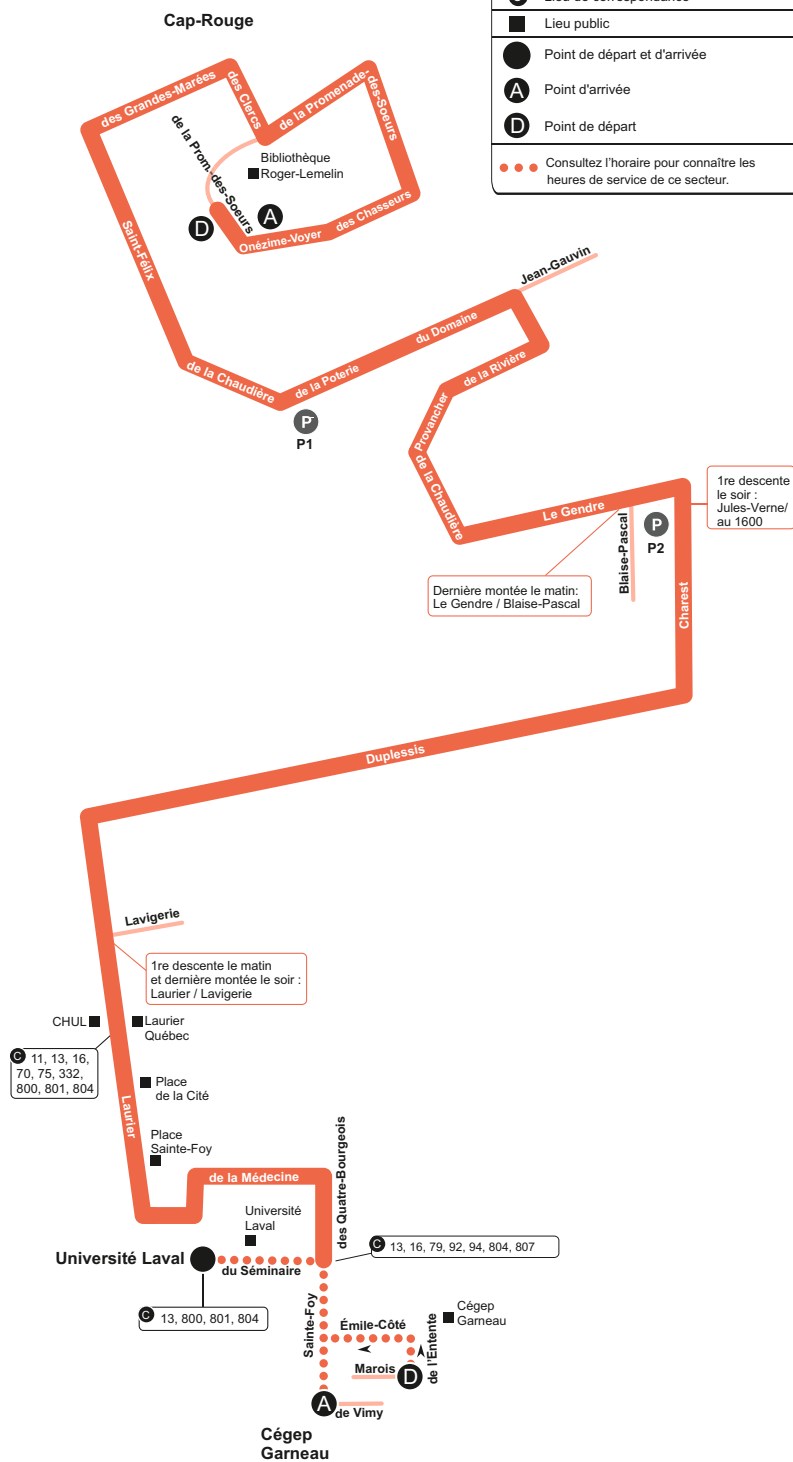 Lieu de correspondance
Cap-Rouge
Lieu public
Point de départ et d'arrivée
A
Point d'arrivée
D
Point de départ
Consultez l'horaire pour connaître les
heures de service de ce secteur.
des Grandes-Marées
des Clercs
de la Promenade-
des-Soeurs
de la Prom. des-Soeurs
Bibliothèque
Roger-Lemelin
D
A
Onézime-Voyer
des Chasseurs
Saint-Félix
Jean-Gauvin
du Domaine
de la Poterie
de la Chaudière
P
P1
de la Rivière
Provancher
de la Chaudière
Le Gendre
1re descente
le soir :
Jules-Verne/
au 1600
P
P2
Blaise-Pascal
Dernière montée le matin:
Le Gendre / Blaise-Pascal
Charest
Duplessis
Lavigerie
1re descente le matin
et dernière montée le soir :
Laurier / Lavigerie
CHUL
Laurier
Québec
C 11, 13, 16,
70, 75, 332,
800, 801, 804
Place
de la Cité
Laurier
Place
Sainte-Foy
de la Médecine
des Quatre-Bourgeois
Université
Laval
C 13, 16, 79, 92, 94, 804, 807
Université Laval
du Séminaire
C 13, 800, 801, 804
Sainte-Foy
Émile-Côté
Cégep
Garneau
de l'Entente
Marois
D
A
de Vimy
Cégep
Garneau